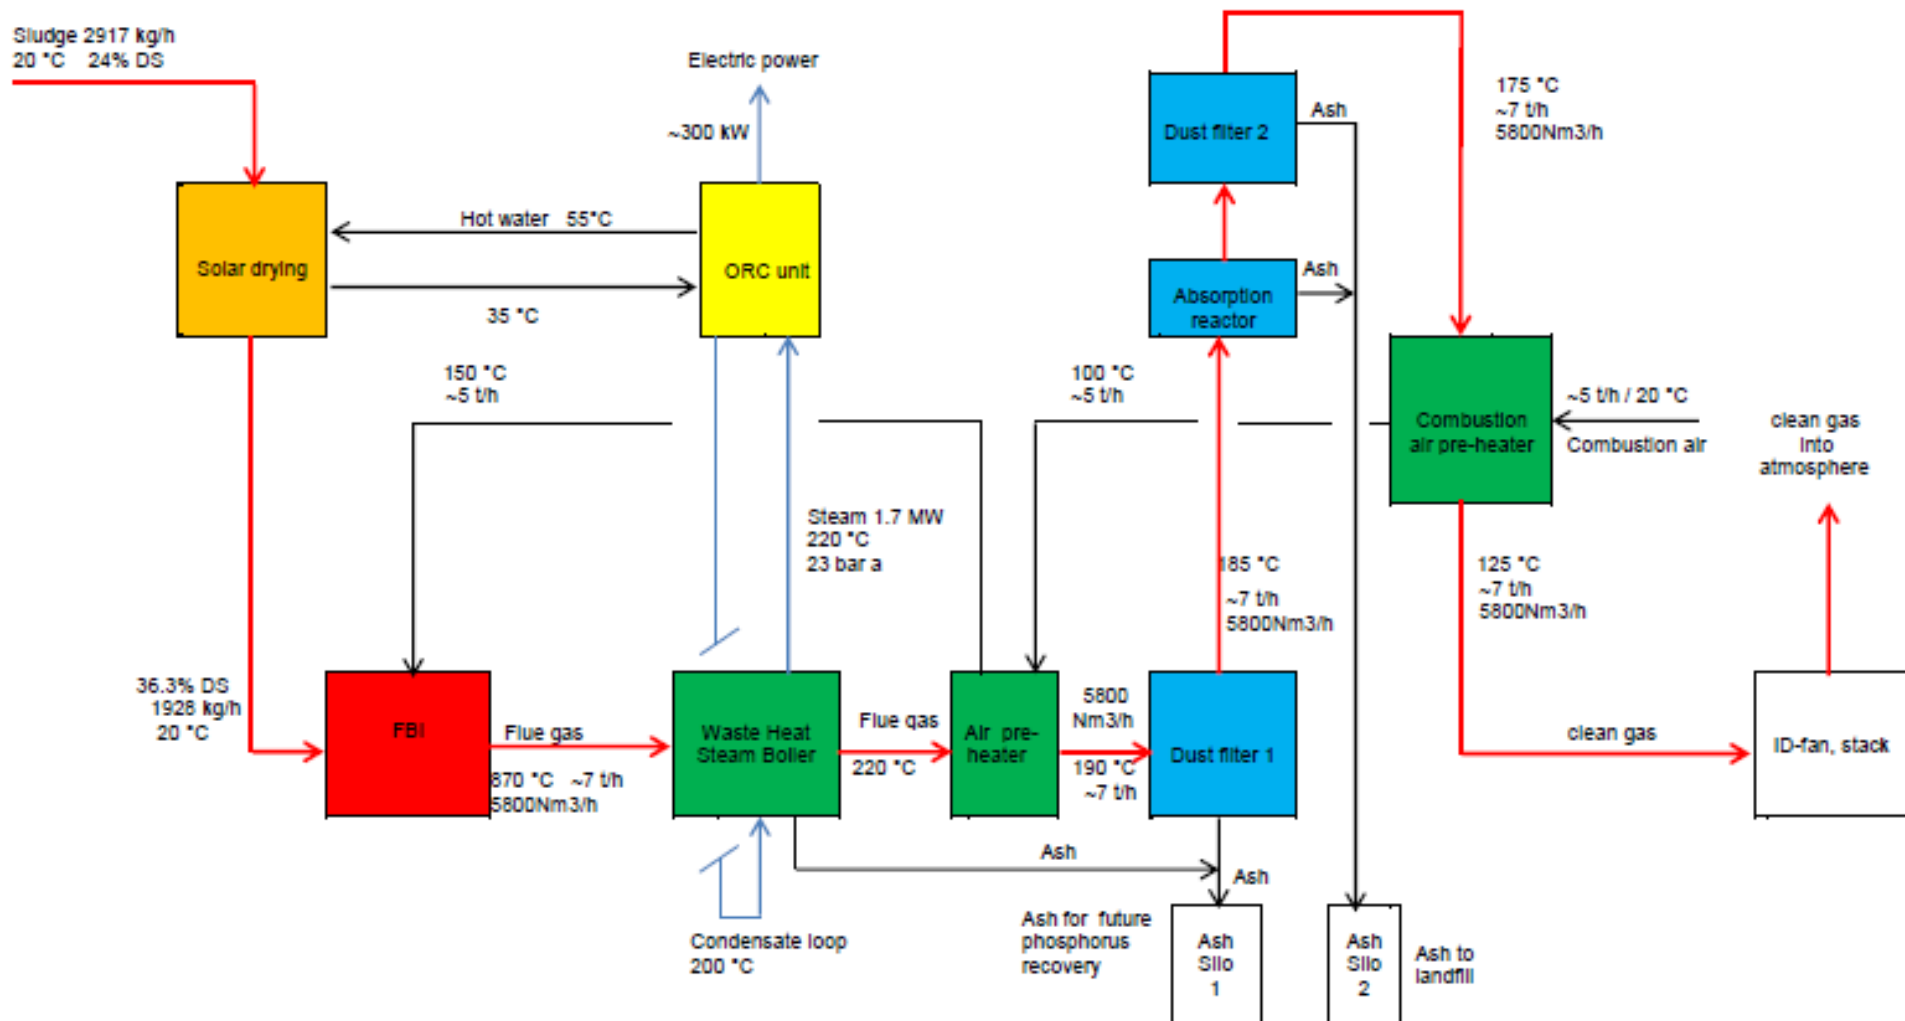 Sludge 2917 kg/h
20 °C 24% DS
Electric power
~300 kW
Solar drying
Hot water 55°C
35 °C
ORC unit
150 °C
~5 t/h
Steam 1.7 MW
220 °C
23 bar a
36.3% DS
1928 kg/h
20 °C
FBI
Flue gas
870 °C ~7 t/h
5800Nm3/h
Waste Heat
Steam Boiler
Flue gas
220 °C
Air pre-
heater
5800
Nm3/h
190 °C
~7 t/h
Dust filter 1
Condensate loop
200 °C
Ash
Ash
Ash for future
phosphorus
recovery
Ash
Silo
1
Ash
Silo
2
Ash to
landfill
185 °C
~7 t/h
5800Nm3/h
100 °C
~5 t/h
Absorption
reactor
Ash
Dust filter 2
Ash
175 °C
~7 t/h
5800Nm3/h
Combustion
air pre-heater
~5 t/h / 20 °C
Combustion air
125 °C
~7 t/h
5800Nm3/h
clean gas
ID-fan, stack
clean gas
into
atmosphere